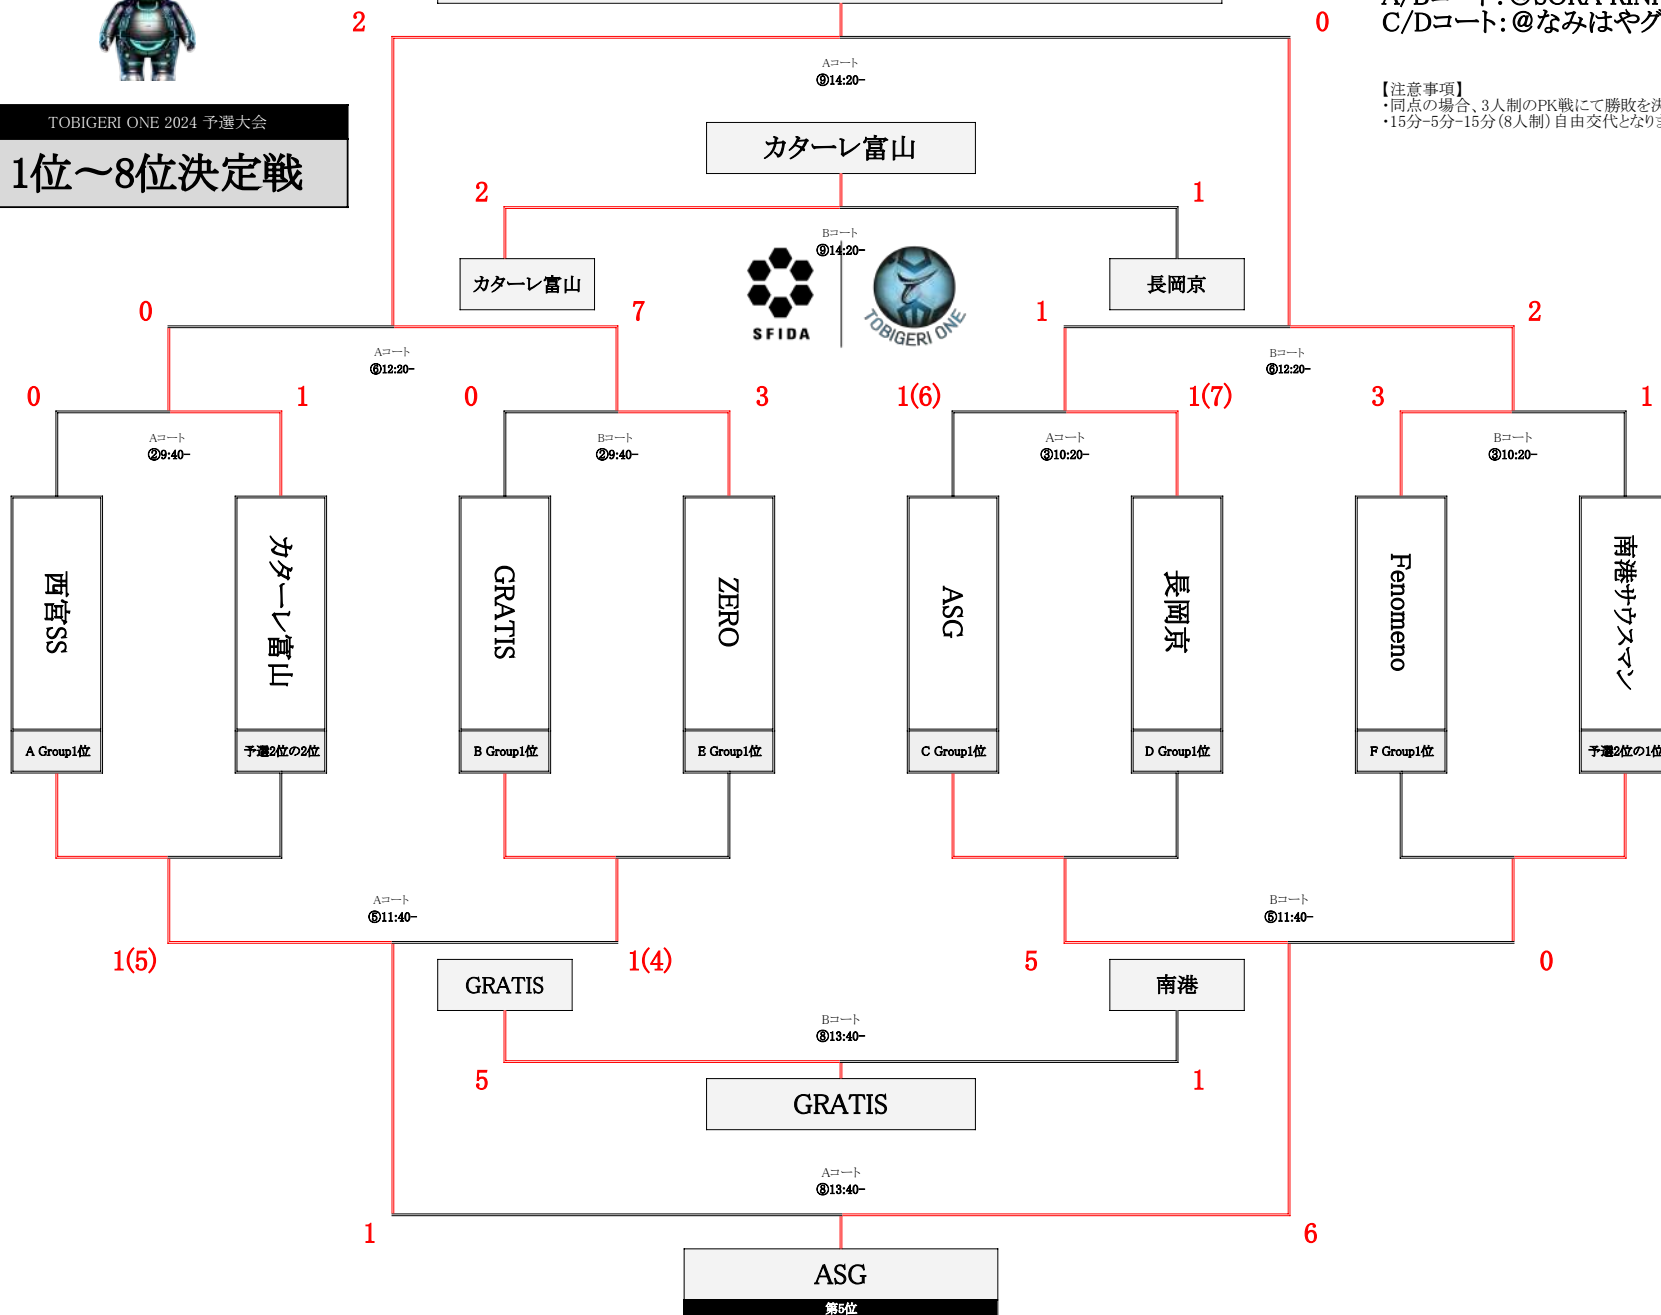 2
0
C/Dコート：@なみはやグ
Aコート
⑨14:20-
【注意事項】
・同点の場合、3人制のPK戦にて勝敗を決
・15分-5分-15分（8人制）自由交代となりま
TOBIGERI ONE 2024 予選大会
1位～8位決定戦
カターレ富山
2
1
Bコート
⑨14:20-
カターレ富山
長岡京
SFIDA
TOBIGERI ONE
0
7
1
2
Aコート
⑥12:20-
Bコート
⑥12:20-
0
1
0
3
1(6)
1(7)
3
1
Aコート
②9:40-
Bコート
②9:40-
Aコート
③10:20-
Bコート
③10:20-
西宮SS
カターレ富山
GRATIS
ZERO
ASG
長岡京
Fenomeno
南港サウスマン
A Group1位
予選2位の2位
B Group1位
E Group1位
C Group1位
D Group1位
F Group1位
予選2位の1位
Aコート
⑤11:40-
Bコート
⑤11:40-
1(5)
1(4)
5
0
GRATIS
南港
Bコート
⑧13:40-
5
1
GRATIS
Aコート
⑧13:40-
1
6
ASG
第5位